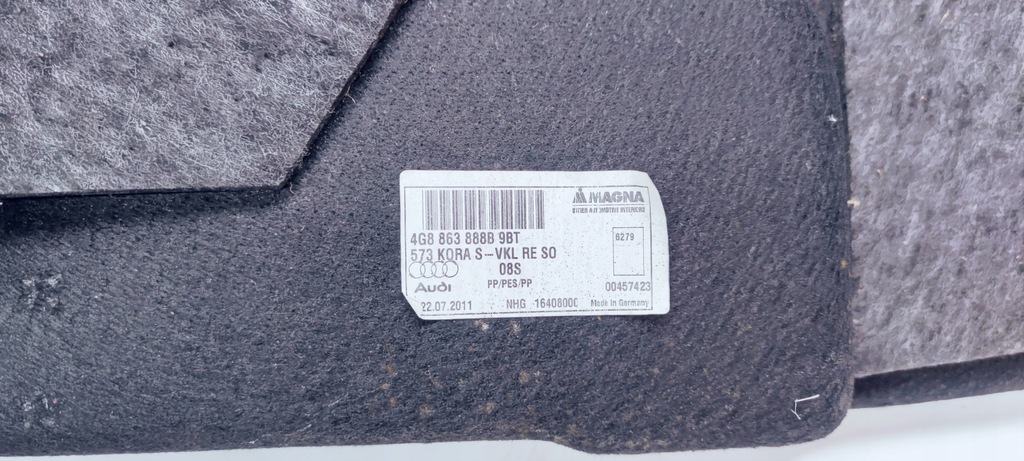 MAGNA
4G8 863 888B 9BT
573 KORA S-VKL RE SO
08S
6279
Audi
PP/PES/PP
00457423
22.07.2011 NHG 1640800C Made in Germany